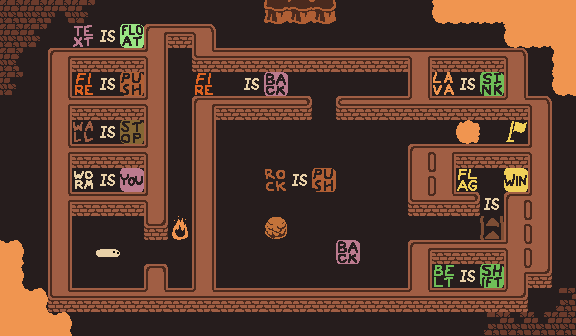 TEXT IS FLOAT
FIRE IS PUSH FIRE IS BACK LAVA IS SINK
WALL IS STOP
WORM IS YOU ROCK IS PUSH FLAG WIN
IS
BACK
BELT IS SHIFT